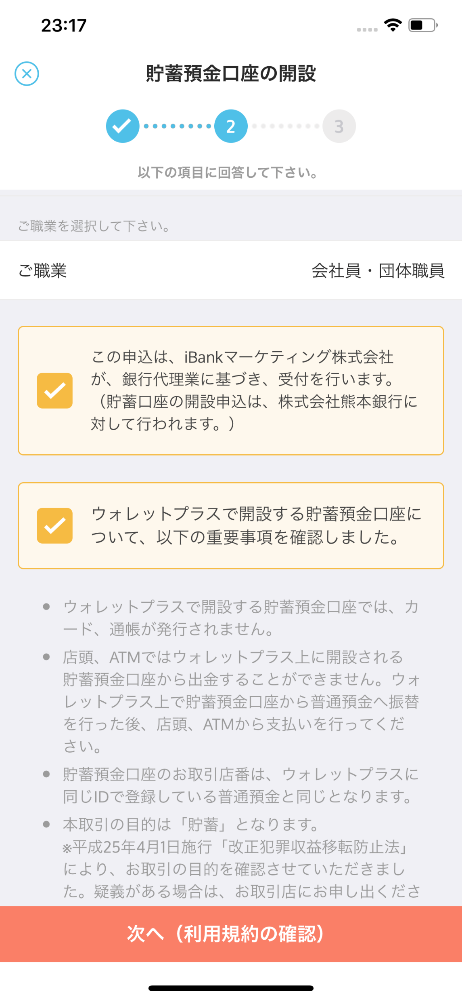 23:17
貯蓄預金口座の開設
2
3
以下の項目に回答して下さい。
ご職業を選択して下さい。
ご職業
会社員・団体職員
この申込は、iBankマーケティング株式会社
が、銀行代理業に基づき、受付を行います。
（貯蓄口座の開設申込は、株式会社熊本銀行に
対して行われます。）
ウォレットプラスで開設する貯蓄預金口座に
ついて、以下の重要事項を確認しました。
● ウォレットプラスで開設する貯蓄預金口座では、カ
ード、通帳が発行されません。
● 店頭、ATMではウォレットプラス上に開設される
貯蓄預金口座から出金することができません。ウォ
レットプラス上で貯蓄預金口座から普通預金へ振替
を行った後、店頭、ATMから支払いを行ってくだ
さい。
● 貯蓄預金口座のお取引店番は、ウォレットプラスに
同じIDで登録している普通預金と同じとなります。
● 本取引の目的は「貯蓄」となります。
※平成25年4月1日施行「改正犯罪収益移転防止法」
により、お取引の目的を確認させていただきまし
た。疑義がある場合は、お取引店にお申し出くださ
次へ（利用規約の確認）